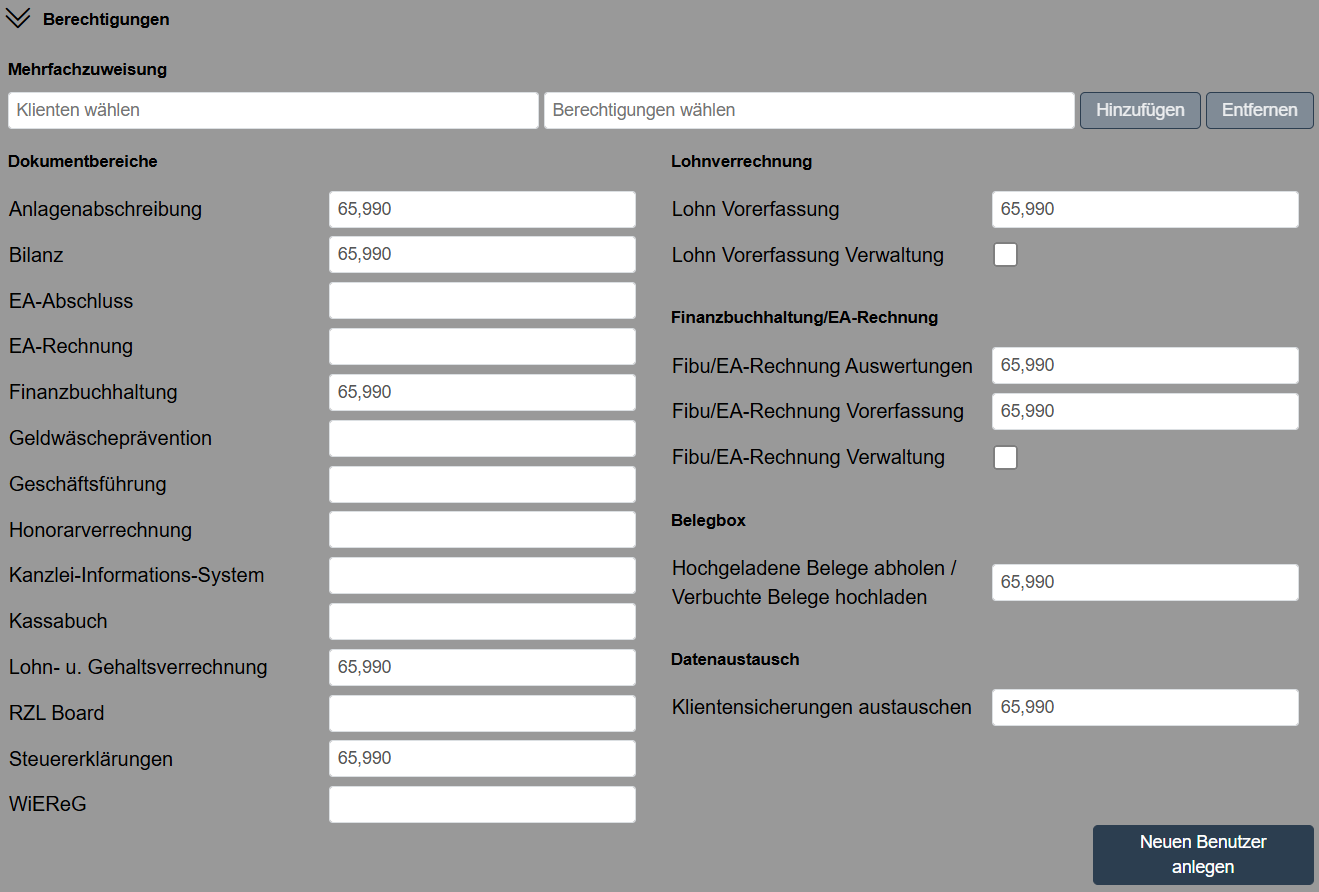 Berechtigungen
Mehrfachzuweisung
Klienten wählen
Berechtigungen wählen
Hinzufügen
Entfernen
Dokumentbereiche
Anlagenabschreibung 65,990
Bilanz 65,990
EA-Abschluss
EA-Rechnung
Finanzbuchhaltung 65,990
Geldwäscheprävention
Geschäftsführung
Honorarverrechnung
Kanzlei-Informations-System
Kassabuch
Lohn- u. Gehaltsverrechnung 65,990
RZL Board
Steuererklärungen 65,990
WiEReG
Lohnverrechnung
Lohn Vorerfassung 65,990
Lohn Vorerfassung Verwaltung
Finanzbuchhaltung/EA-Rechnung
Fibu/EA-Rechnung Auswertungen 65,990
Fibu/EA-Rechnung Vorerfassung 65,990
Fibu/EA-Rechnung Verwaltung
Belegbox
Hochgeladene Belege abholen /
Verbuchte Belege hochladen 65,990
Datenaustausch
Klientensicherungen austauschen 65,990
Neuen Benutzer
anlegen